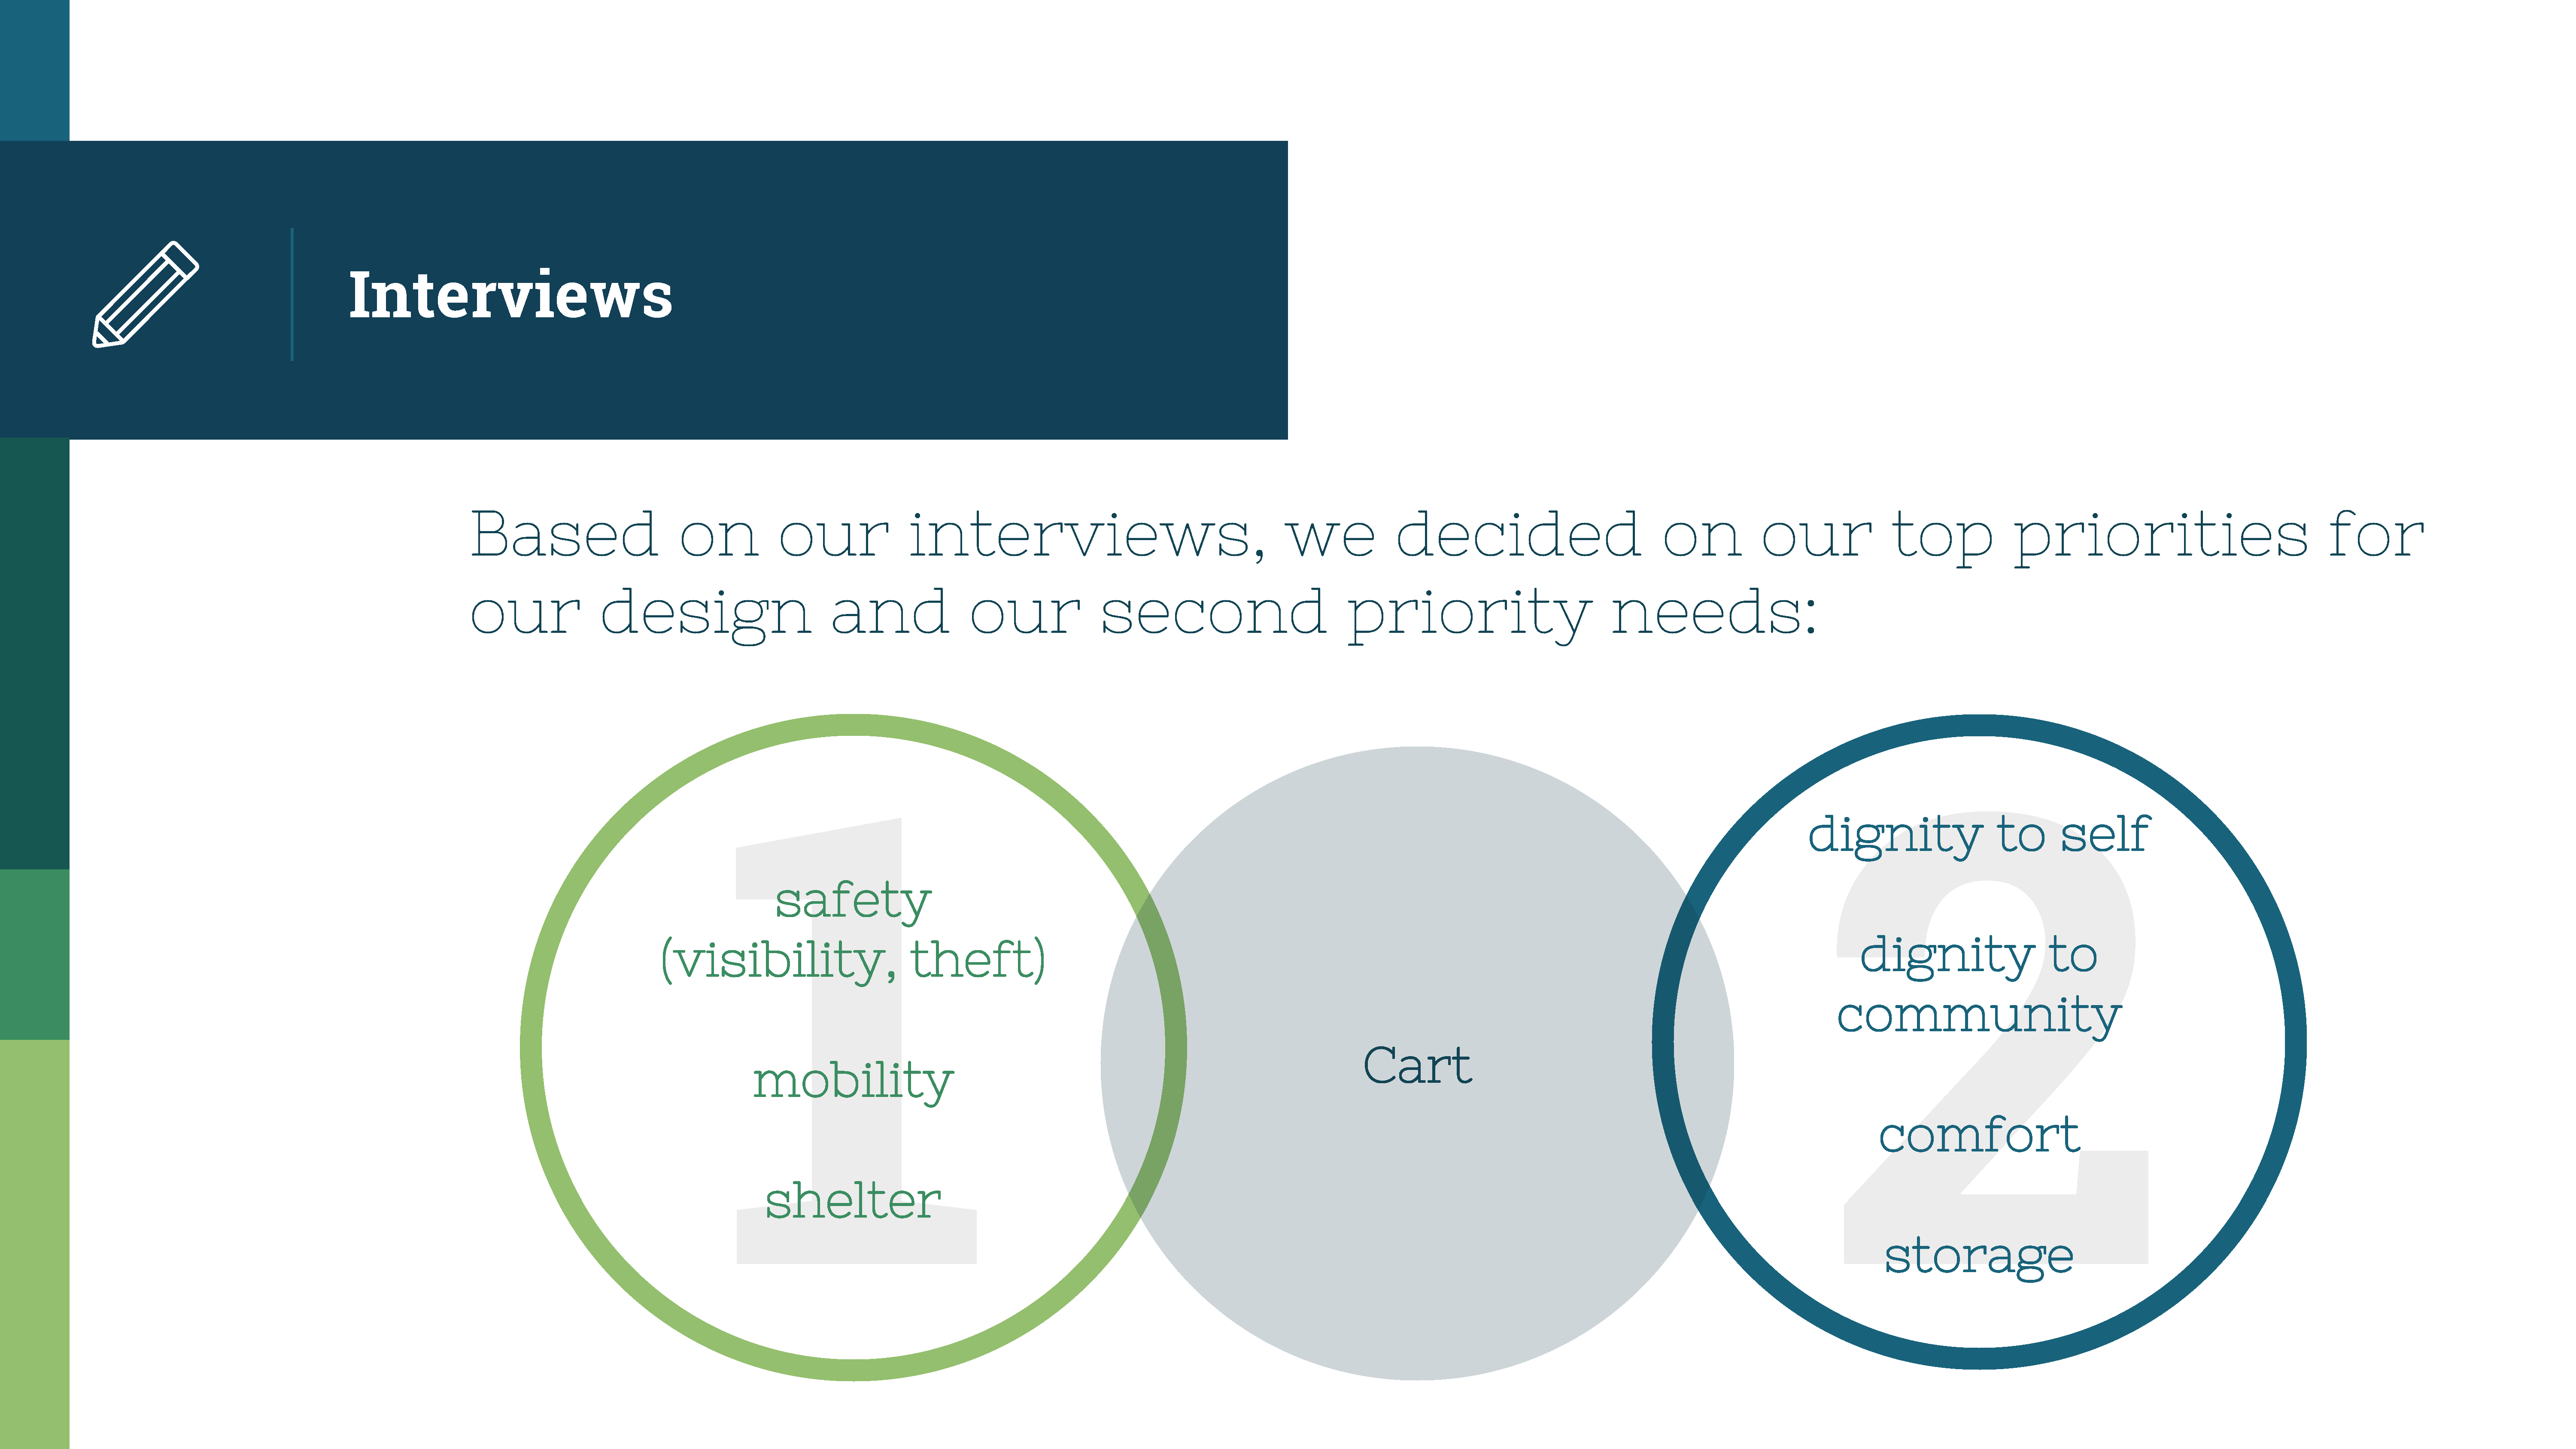 Interviews
Based on our interviews, we decided on our top priorities for
our design and our second priority needs:
1
safety
(visibility, theft)
mobility
shelter
Cart
2
dignity to self
dignity to
community
comfort
storage